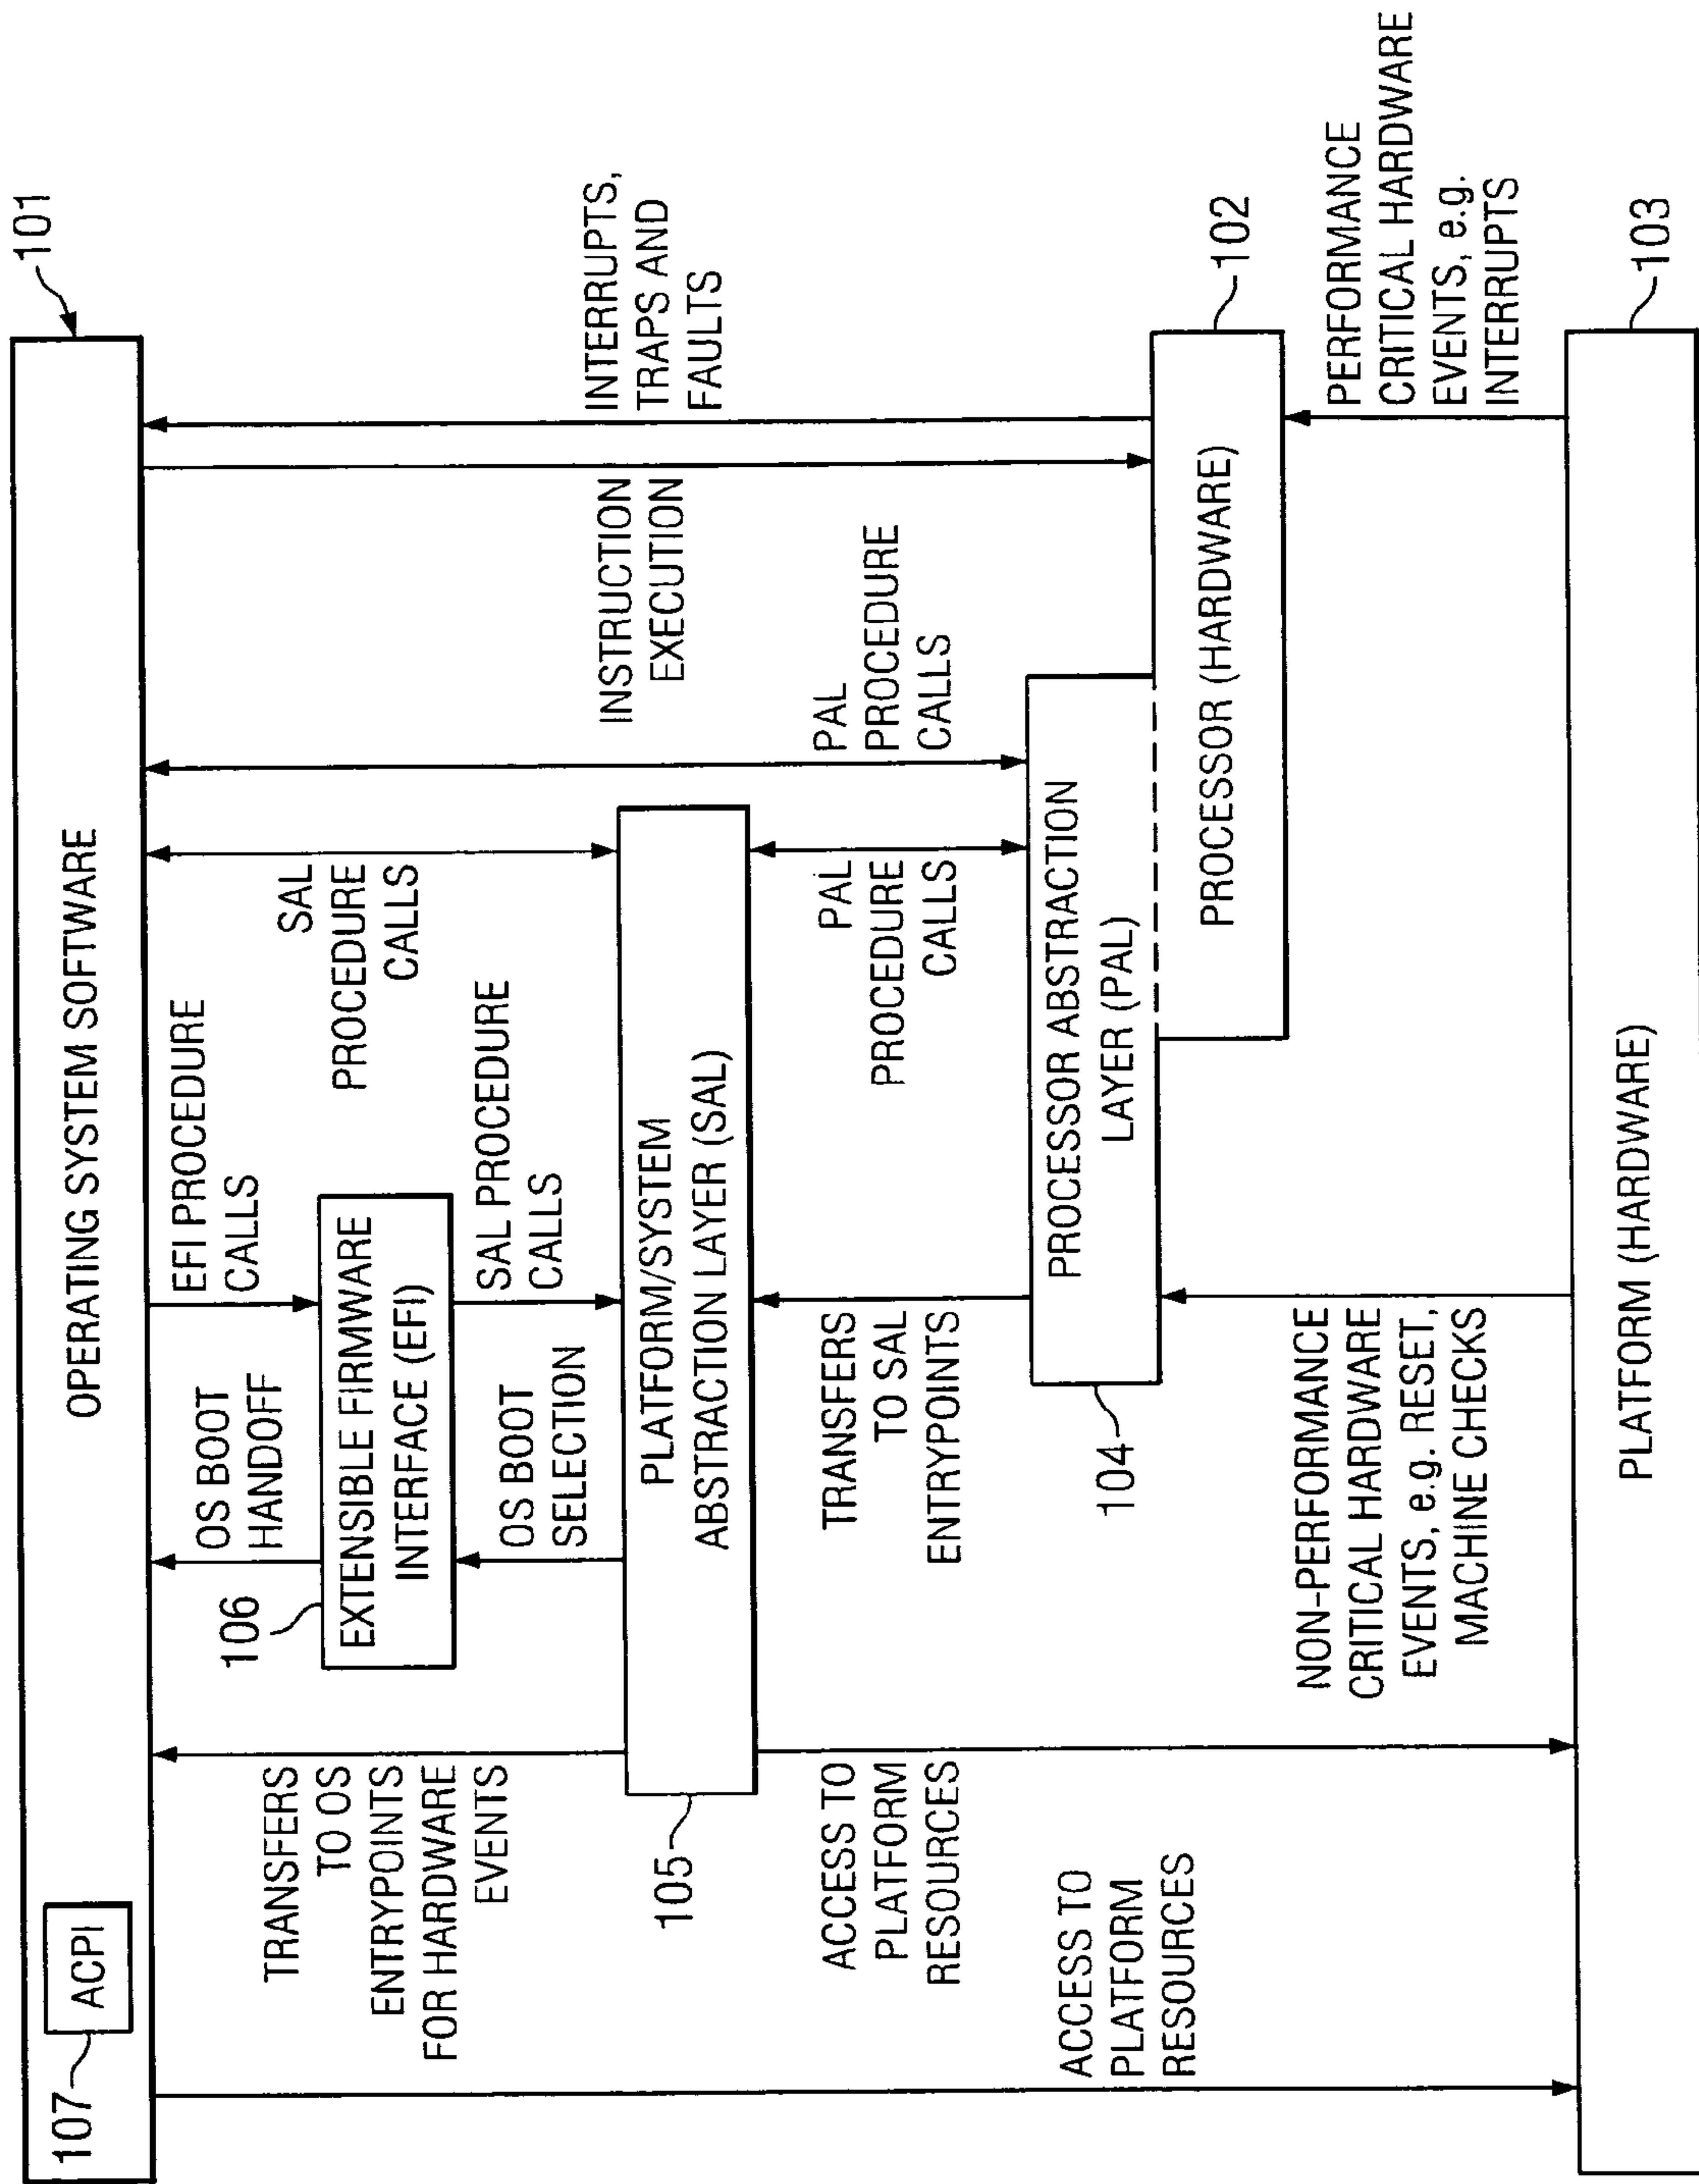 101
OPERATING SYSTEM SOFTWARE
107
ACPI
TRANSFERS
TO OS
ENTRYPOINTS
FOR HARDWARE
EVENTS
OS BOOT
HANDOFF
EFI PROCEDURE
CALLS
106
EXTENSIBLE FIRMWARE
INTERFACE (EFI)
OS BOOT
SELECTION
SAL PROCEDURE
CALLS
SAL
PROCEDURE
CALLS
INTERRUPTS,
TRAPS AND
FAULTS
INSTRUCTION
EXECUTION
PLATFORM/SYSTEM
ABSTRACTION LAYER (SAL)
105
ACCESS TO
PLATFORM
RESOURCES
TRANSFERS
TO SAL
ENTRYPOINTS
PAL
PROCEDURE
CALLS
PAL
PROCEDURE
CALLS
ACCESS TO
PLATFORM
RESOURCES
104
PROCESSOR ABSTRACTION
LAYER (PAL)
102
PROCESSOR (HARDWARE)
NON-PERFORMANCE
CRITICAL HARDWARE
EVENTS, e.g. RESET,
MACHINE CHECKS
PERFORMANCE
CRITICAL HARDWARE
EVENTS, e.g.
INTERRUPTS
103
PLATFORM (HARDWARE)